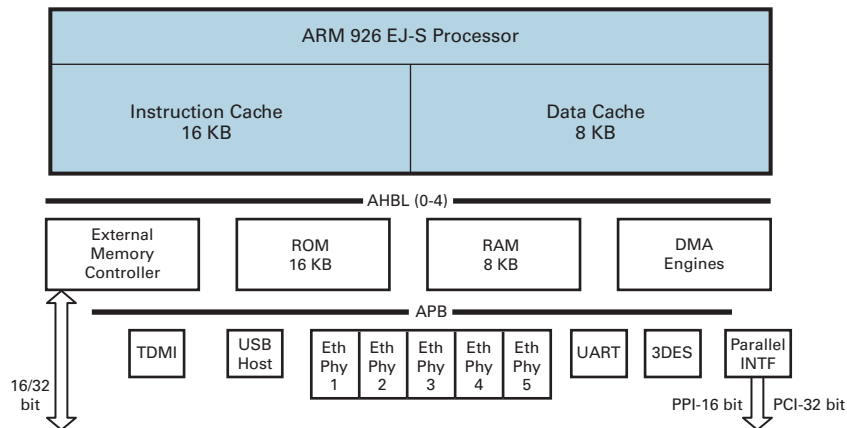 ARM 926 EJ-S Processor
Instruction Cache
16 KB
Data Cache
8 KB
AHBL (0-4)
External
Memory
Controller
ROM
16 KB
RAM
8 KB
DMA
Engines
APB
TDMI
USB
Host
Eth
Phy
1
Eth
Phy
2
Eth
Phy
3
Eth
Phy
4
Eth
Phy
5
UART
3DES
Parallel
INTF
16/32
bit
PPI-16 bit
PCI-32 bit